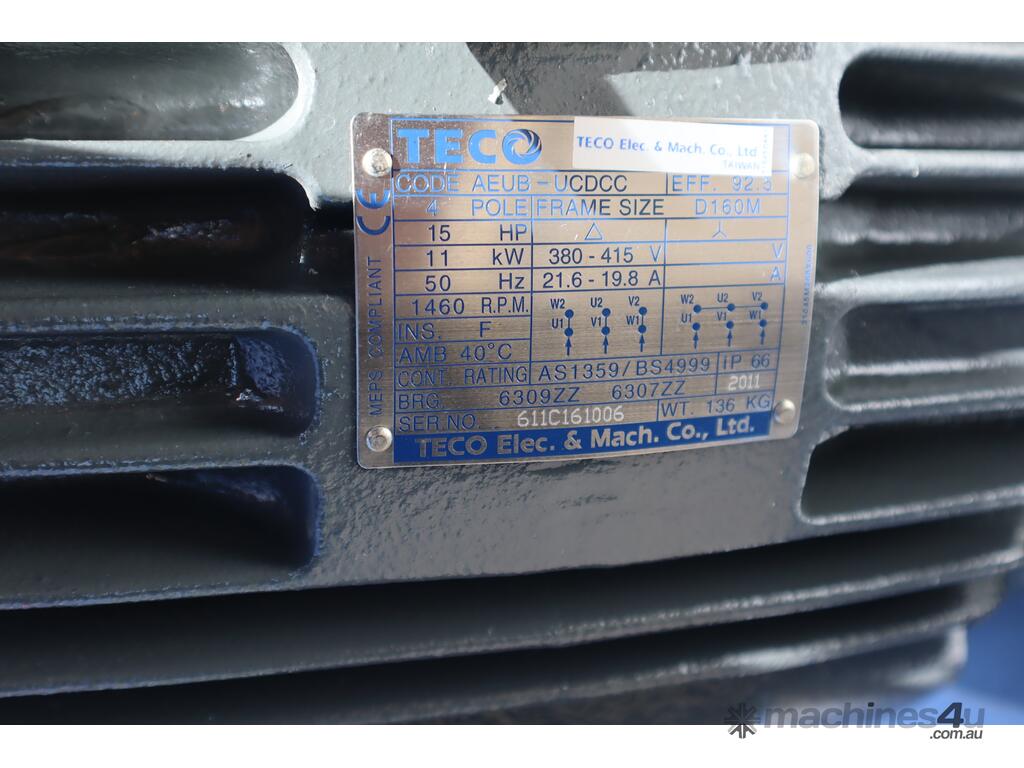 TECO
TECO Elec. & Mach. Co., Ltd.
TAIWAN
CODE AEUB-UCDCC EFF. 92.5
4 POLE FRAME SIZE D160M
15 HP △ 人
11 kW 380-415 V V
50 Hz 21.6-19.8 A A
1460 R.P.M. W2 U2 V2 W2 U2 V2
INS. F U1 V1 W1 U1 V1 W1
AMB 40°C
CONT. RATING AS1359/BS4999 IP 66
BRG. 6309ZZ 6307ZZ 2011
SER.NO. 611C161006 WT. 136 KG
TECO Elec. & Mach. Co., Ltd.
MEPS COMPLIANT CE
machines4u
.com.au